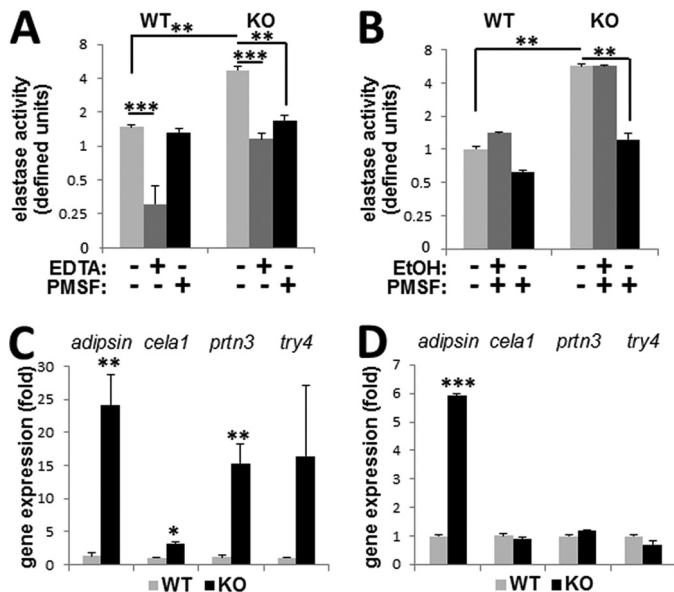 A WT KO
** **
*** ***
elastase activity
(defined units)
8
4
2
1
0.5
0.25
0
EDTA: - + - - + -
PMSF: - - + - - +
B WT KO
** **
elastase activity
(defined units)
8
4
2
1
0.5
0.25
0
EtOH: - + - - + -
PMSF: - + + - + +
C adipsin cela1 prtn3 try4
** * **
gene expression (fold)
30
25
20
15
10
5
0
WT KO
D adipsin cela1 prtn3 try4
***
gene expression (fold)
7
6
5
4
3
2
1
0
WT KO